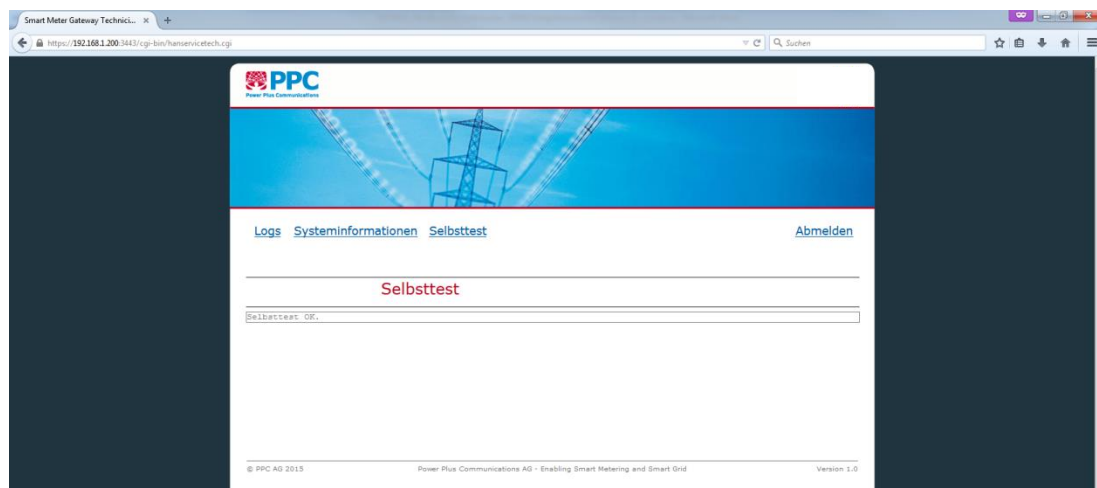 Smart Meter Gateway Technici... × +
https://192.168.1.200:3443/cgi-bin/hanservicetech.cgi
Suchen
PPC
Power Plus Communications
Logs Systeminformationen Selbsttest Abmelden
Selbsttest
Selbsttest OK.
© PPC AG 2015 Power Plus Communications AG - Enabling Smart Metering and Smart Grid Version 1.0